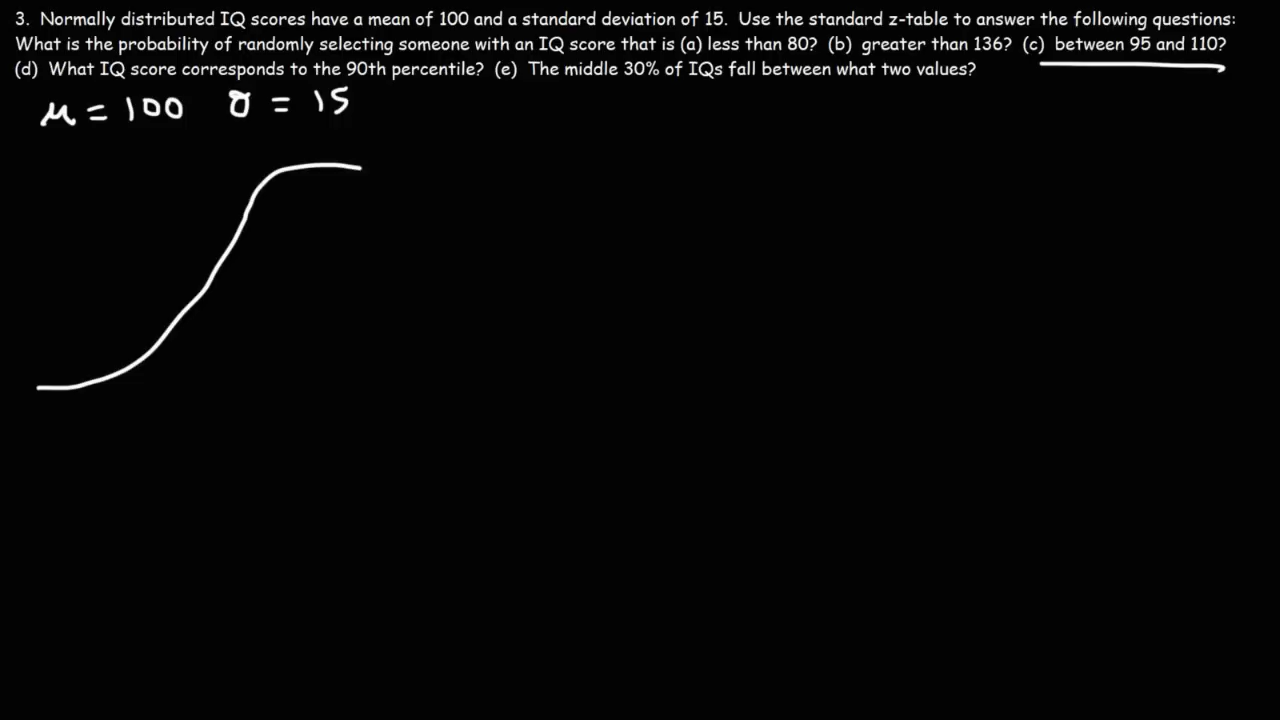 3. Normally distributed IQ scores have a mean of 100 and a standard deviation of 15. Use the standard z-table to answer the following questions:
What is the probability of randomly selecting someone with an IQ score that is (a) less than 80? (b) greater than 136? (c) between 95 and 110?
(d) What IQ score corresponds to the 90th percentile? (e) The middle 30% of IQs fall between what two values?
μ = 100 σ = 15